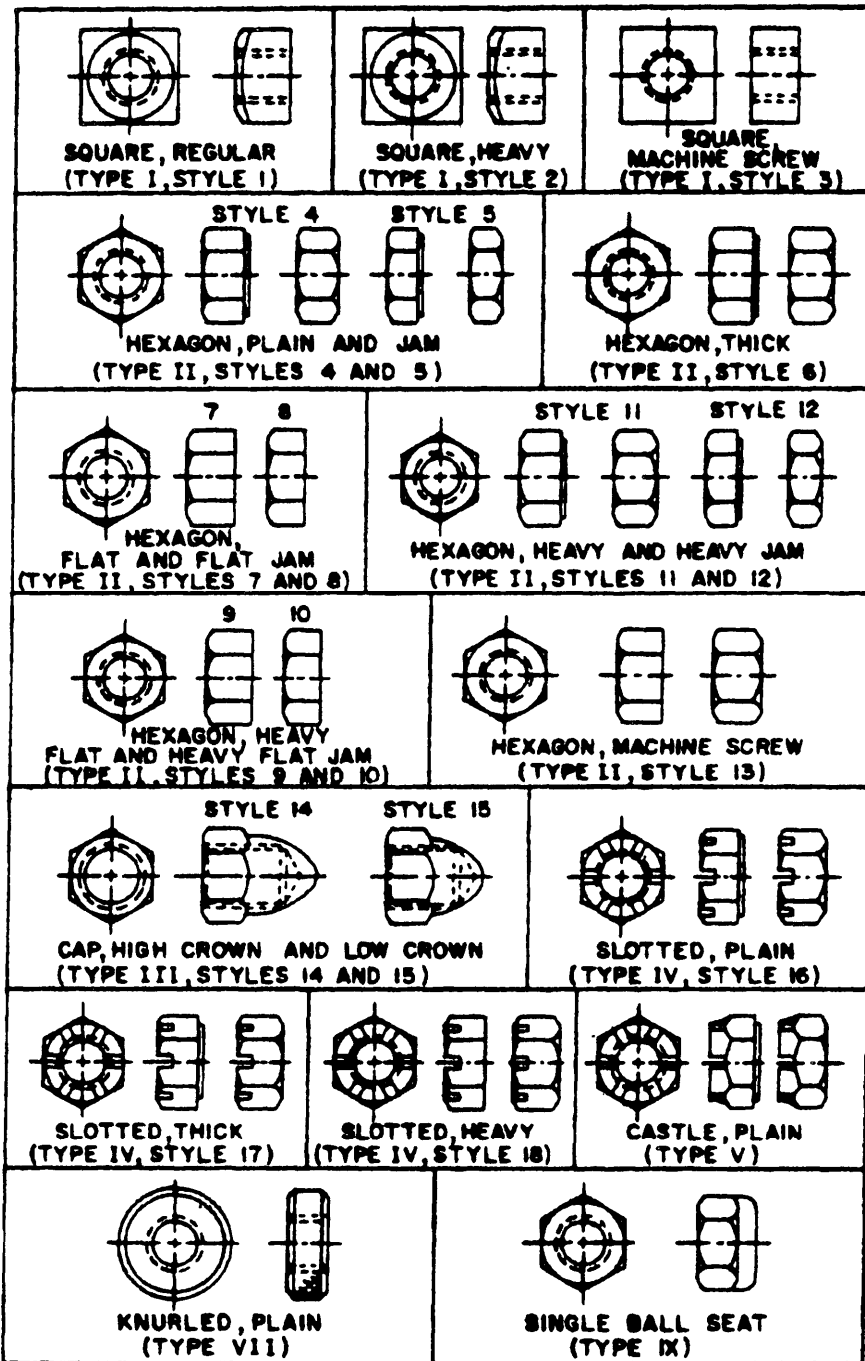 SQUARE, REGULAR
(TYPE I, STYLE 1)
SQUARE, HEAVY
(TYPE I, STYLE 2)
SQUARE,
MACHINE SCREW
(TYPE I, STYLE 3)
STYLE 4 STYLE 5
HEXAGON, PLAIN AND JAM
(TYPE II, STYLES 4 AND 5)
HEXAGON, THICK
(TYPE II, STYLE 6)
7 8
HEXAGON,
FLAT AND FLAT JAM
(TYPE II, STYLES 7 AND 8)
STYLE 11 STYLE 12
HEXAGON, HEAVY AND HEAVY JAM
(TYPE II, STYLES 11 AND 12)
9 10
HEXAGON, HEAVY
FLAT AND HEAVY FLAT JAM
(TYPE II, STYLES 9 AND 10)
HEXAGON, MACHINE SCREW
(TYPE II, STYLE 13)
STYLE 14 STYLE 15
CAP, HIGH CROWN AND LOW CROWN
(TYPE III, STYLES 14 AND 15)
SLOTTED, PLAIN
(TYPE IV, STYLE 16)
SLOTTED, THICK
(TYPE IV, STYLE 17)
SLOTTED, HEAVY
(TYPE IV, STYLE 18)
CASTLE, PLAIN
(TYPE V)
KNURLED, PLAIN
(TYPE VII)
SINGLE BALL SEAT
(TYPE IX)